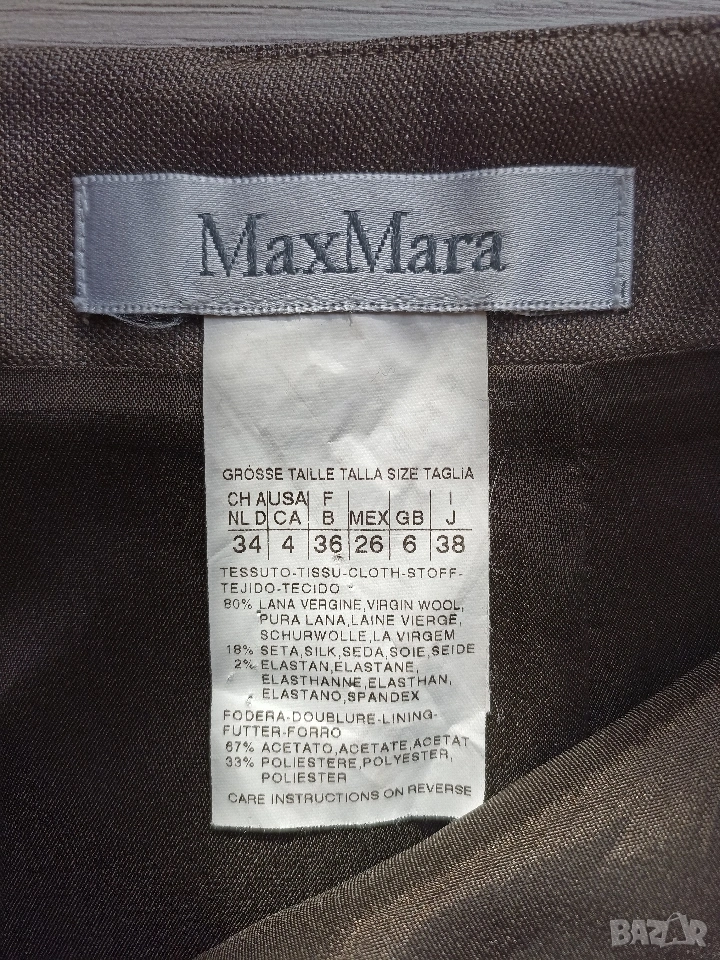 MaxMara
GRÖSSE TAILLE TALLA SIZE TAGLIA
CH A USA F I
NL D CA B MEX GB J
34 4 36 26 6 38
TESSUTO-TISSU-CLOTH-STOFF-
TEJIDO-TECIDO
80% LANA VERGINE,VIRGIN WOOL,
PURA LANA,LAINE VIERGE,
SCHURWOLLE,LA VIRGEM
18% SETA,SILK,SEDA,SOIE,SEIDE
2% ELASTAN,ELASTANE,
ELASTHANNE,ELASTHAN,
ELASTANO,SPANDEX
FODERA-DOUBLURE-LINING-
FUTTER-FORRO
67% ACETATO,ACETATE,ACETAT
33% POLIESTERE,POLYESTER,
POLIESTER
CARE INSTRUCTIONS ON REVERSE
BAZAR